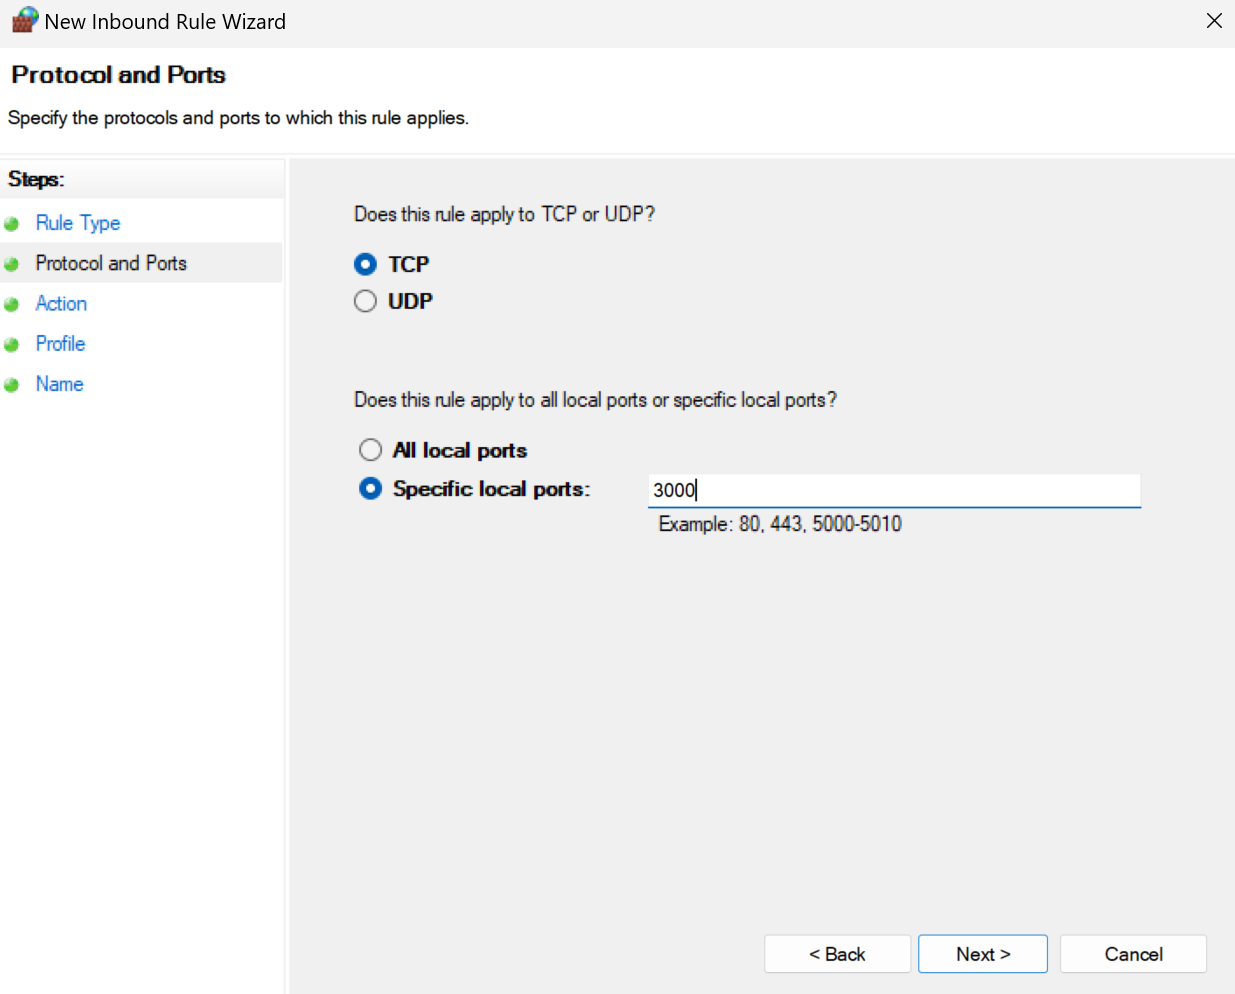 New Inbound Rule Wizard
Protocol and Ports
Specify the protocols and ports to which this rule applies.
Steps:
Rule Type
Protocol and Ports
Action
Profile
Name
Does this rule apply to TCP or UDP?
TCP
UDP
Does this rule apply to all local ports or specific local ports?
All local ports
Specific local ports:
3000
Example: 80, 443, 5000-5010
< Back
Next >
Cancel